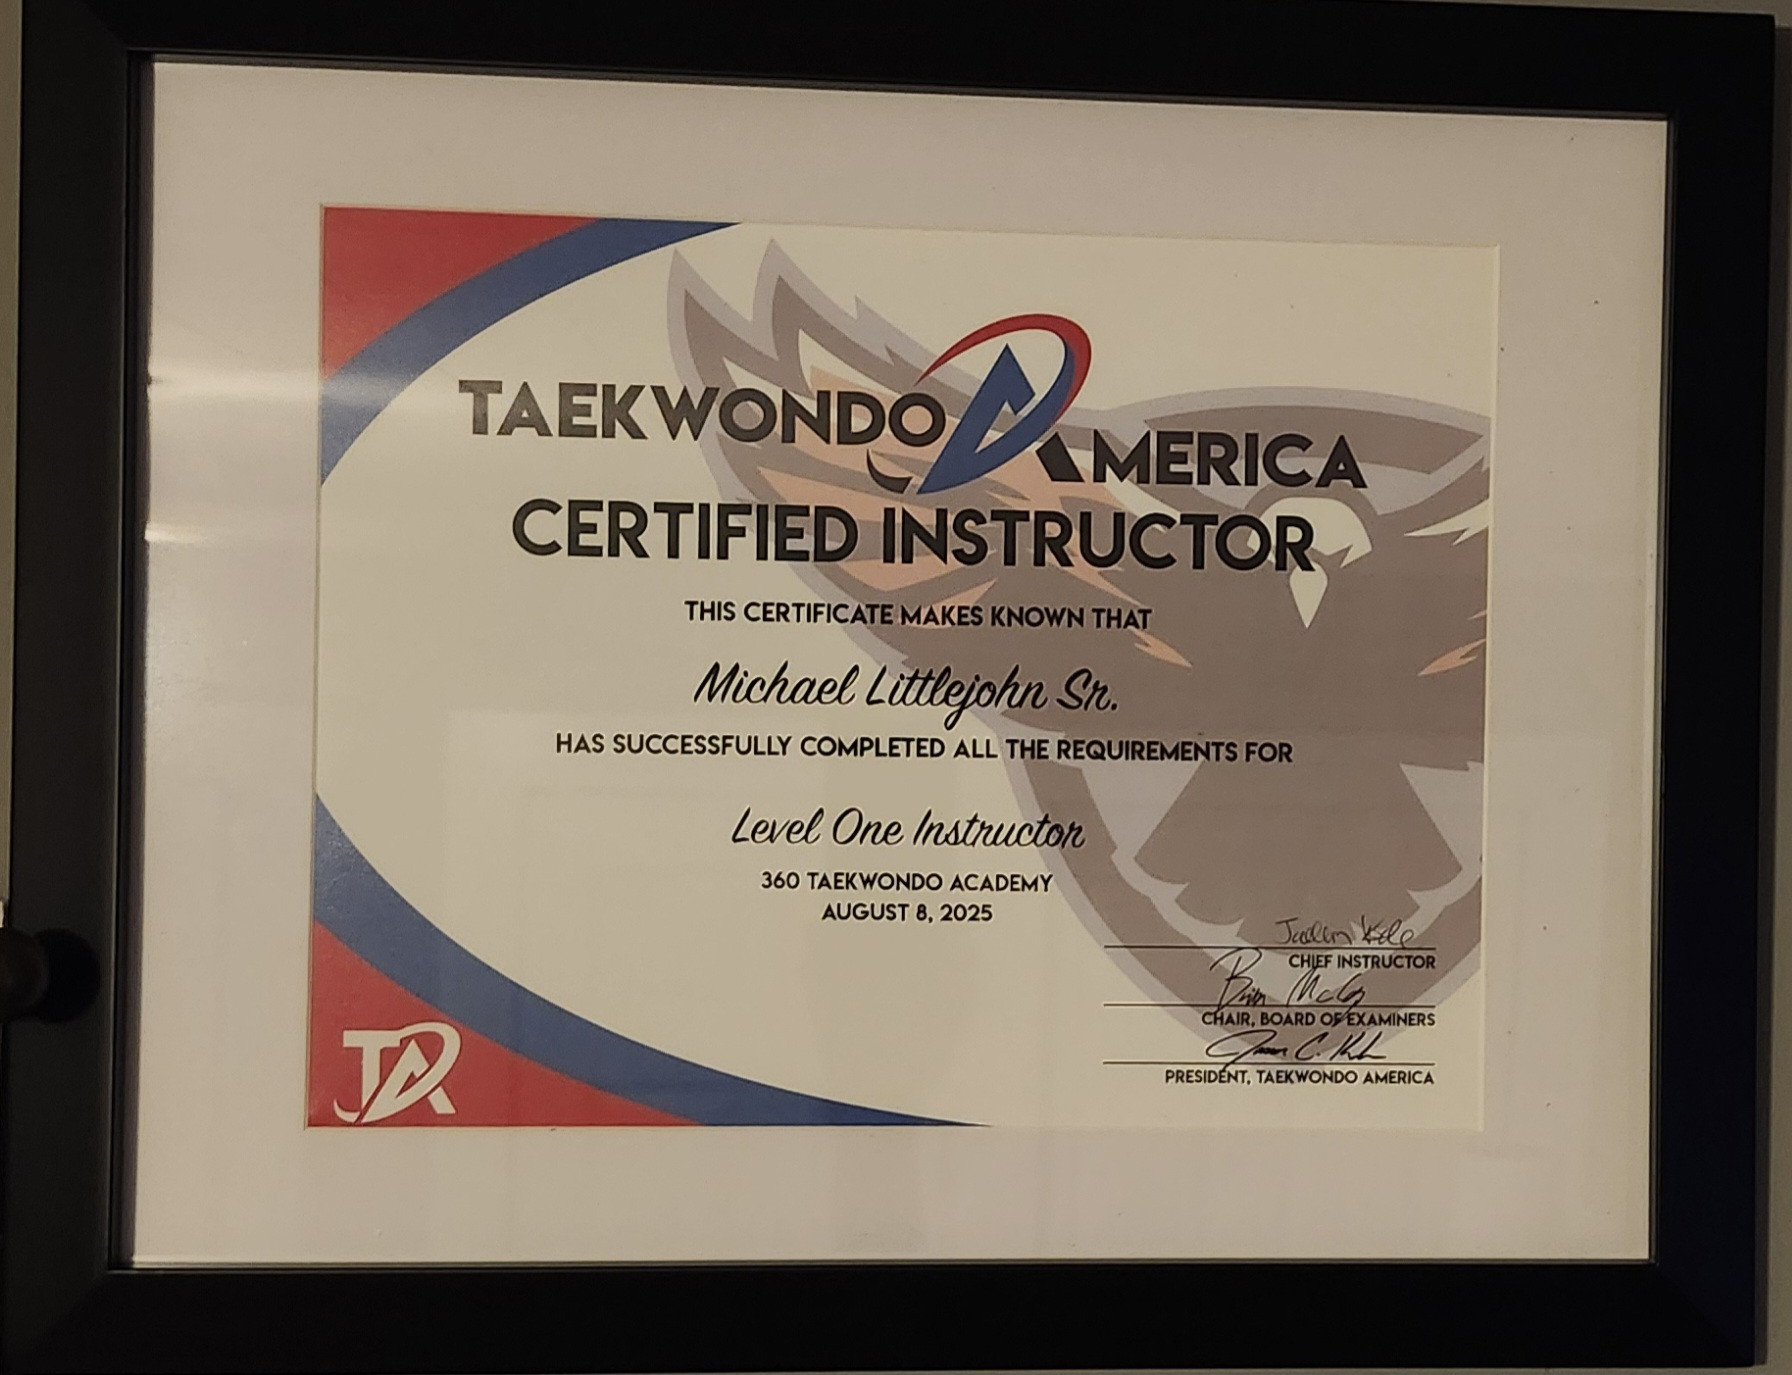 TAEKWONDO AMERICA
CERTIFIED INSTRUCTOR
THIS CERTIFICATE MAKES KNOWN THAT
Michael Littlejohn Sr.
HAS SUCCESSFULLY COMPLETED ALL THE REQUIREMENTS FOR
Level One Instructor
360 TAEKWONDO ACADEMY
AUGUST 8, 2025
CHIEF INSTRUCTOR
CHAIR, BOARD OF EXAMINERS
PRESIDENT, TAEKWONDO AMERICA
TA